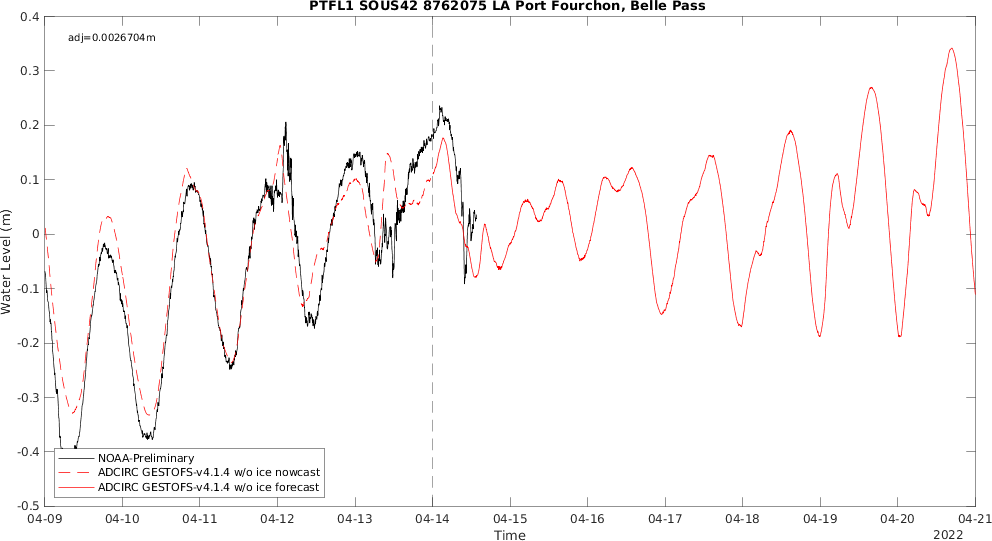 PTFL1 SOUS42 8762075 LA Port Fourchon, Belle Pass
adj=0.0026704m
0.4
0.3
0.2
0.1
0
-0.1
-0.2
-0.3
-0.4
-0.5
Water Level (m)
NOAA-Preliminary
ADCIRC GESTOFS-v4.1.4 w/o ice nowcast
ADCIRC GESTOFS-v4.1.4 w/o ice forecast
04-09 04-10 04-11 04-12 04-13 04-14 04-15 04-16 04-17 04-18 04-19 04-20 04-21
Time
2022